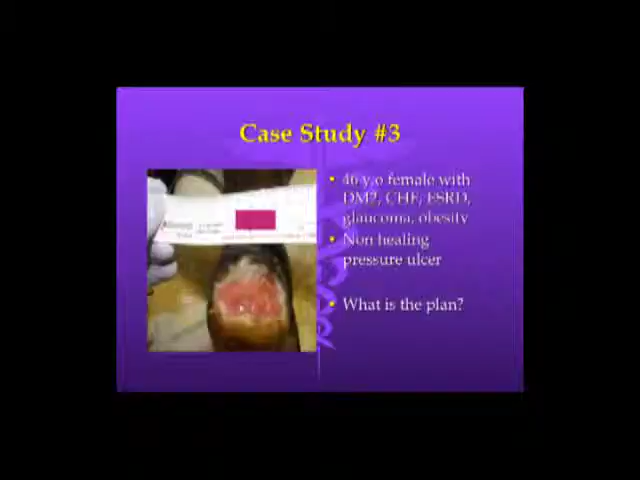 Case Study #3
• 46 y.o female with
DM2, CHF, ESRD,
glaucoma, obesity
• Non healing
pressure ulcer
• What is the plan?